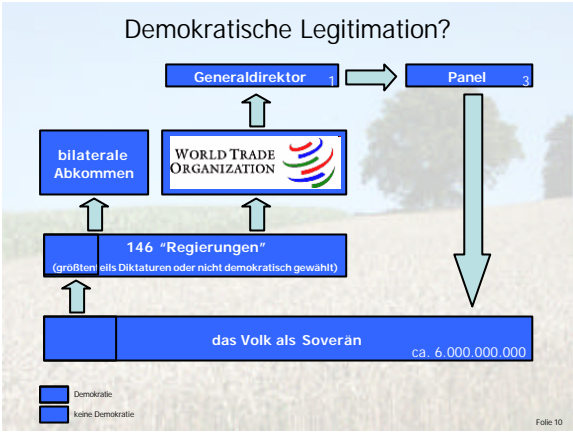 Demokratische Legitimation?
Generaldirektor 1
Panel 3
bilaterale
Abkommen
WORLD TRADE
ORGANIZATION
146 "Regierungen"
(größtenteils Diktaturen oder nicht demokratisch gewählt)
das Volk als Soverän
ca. 6.000.000.000
Demokratie
keine Demokratie
Folie 10